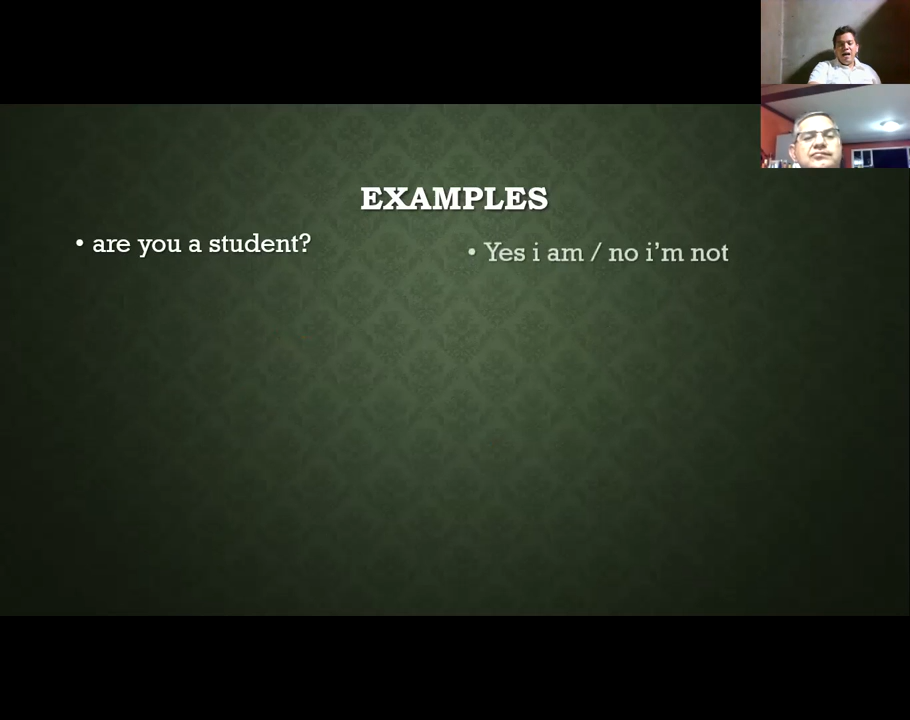 EXAMPLES
• are you a student?
• Yes i am / no i’m not